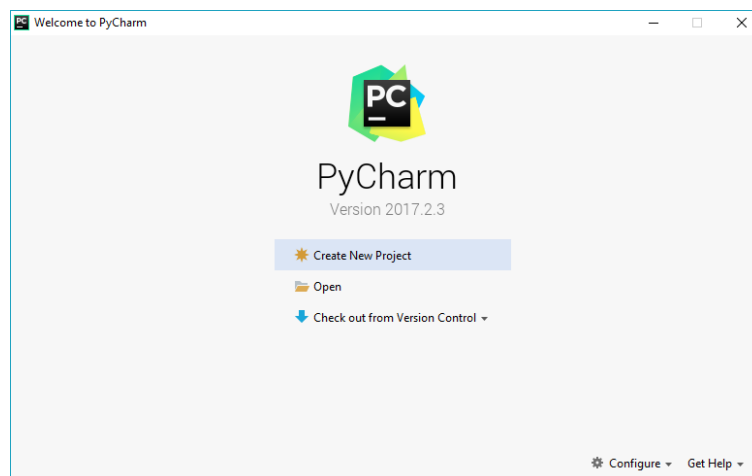 PC Welcome to PyCharm
PC
PyCharm
Version 2017.2.3
Create New Project
Open
Check out from Version Control
Configure Get Help